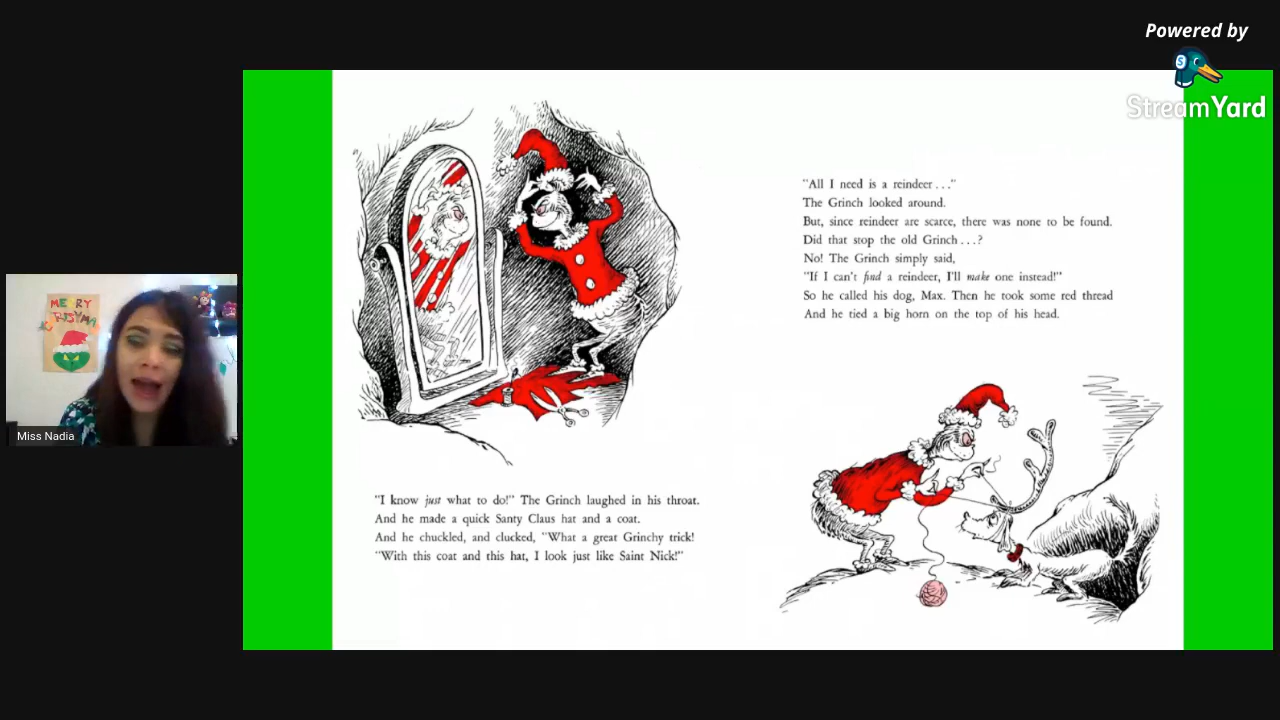 Powered by
StreamYard
MERRY
Miss Nadia
"I know just what to do!" The Grinch laughed in his throat.
And he made a quick Santy Claus hat and a coat.
And he chuckled, and clucked, "What a great Grinchy trick!
"With this coat and this hat, I look just like Saint Nick!"
"All I need is a reindeer . . ."
The Grinch looked around.
But, since reindeer are scarce, there was none to be found.
Did that stop the old Grinch . . . ?
No! The Grinch simply said,
"If I can't find a reindeer, I'll make one instead!"
So he called his dog, Max. Then he took some red thread
And he tied a big horn on the top of his head.